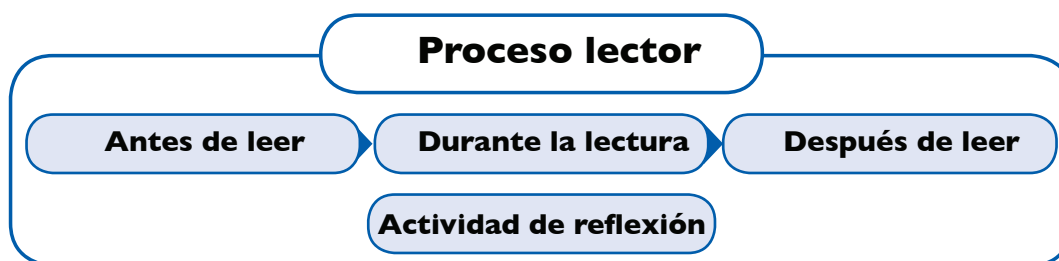 Proceso lector
Antes de leer
Durante la lectura
Después de leer
Actividad de reflexión